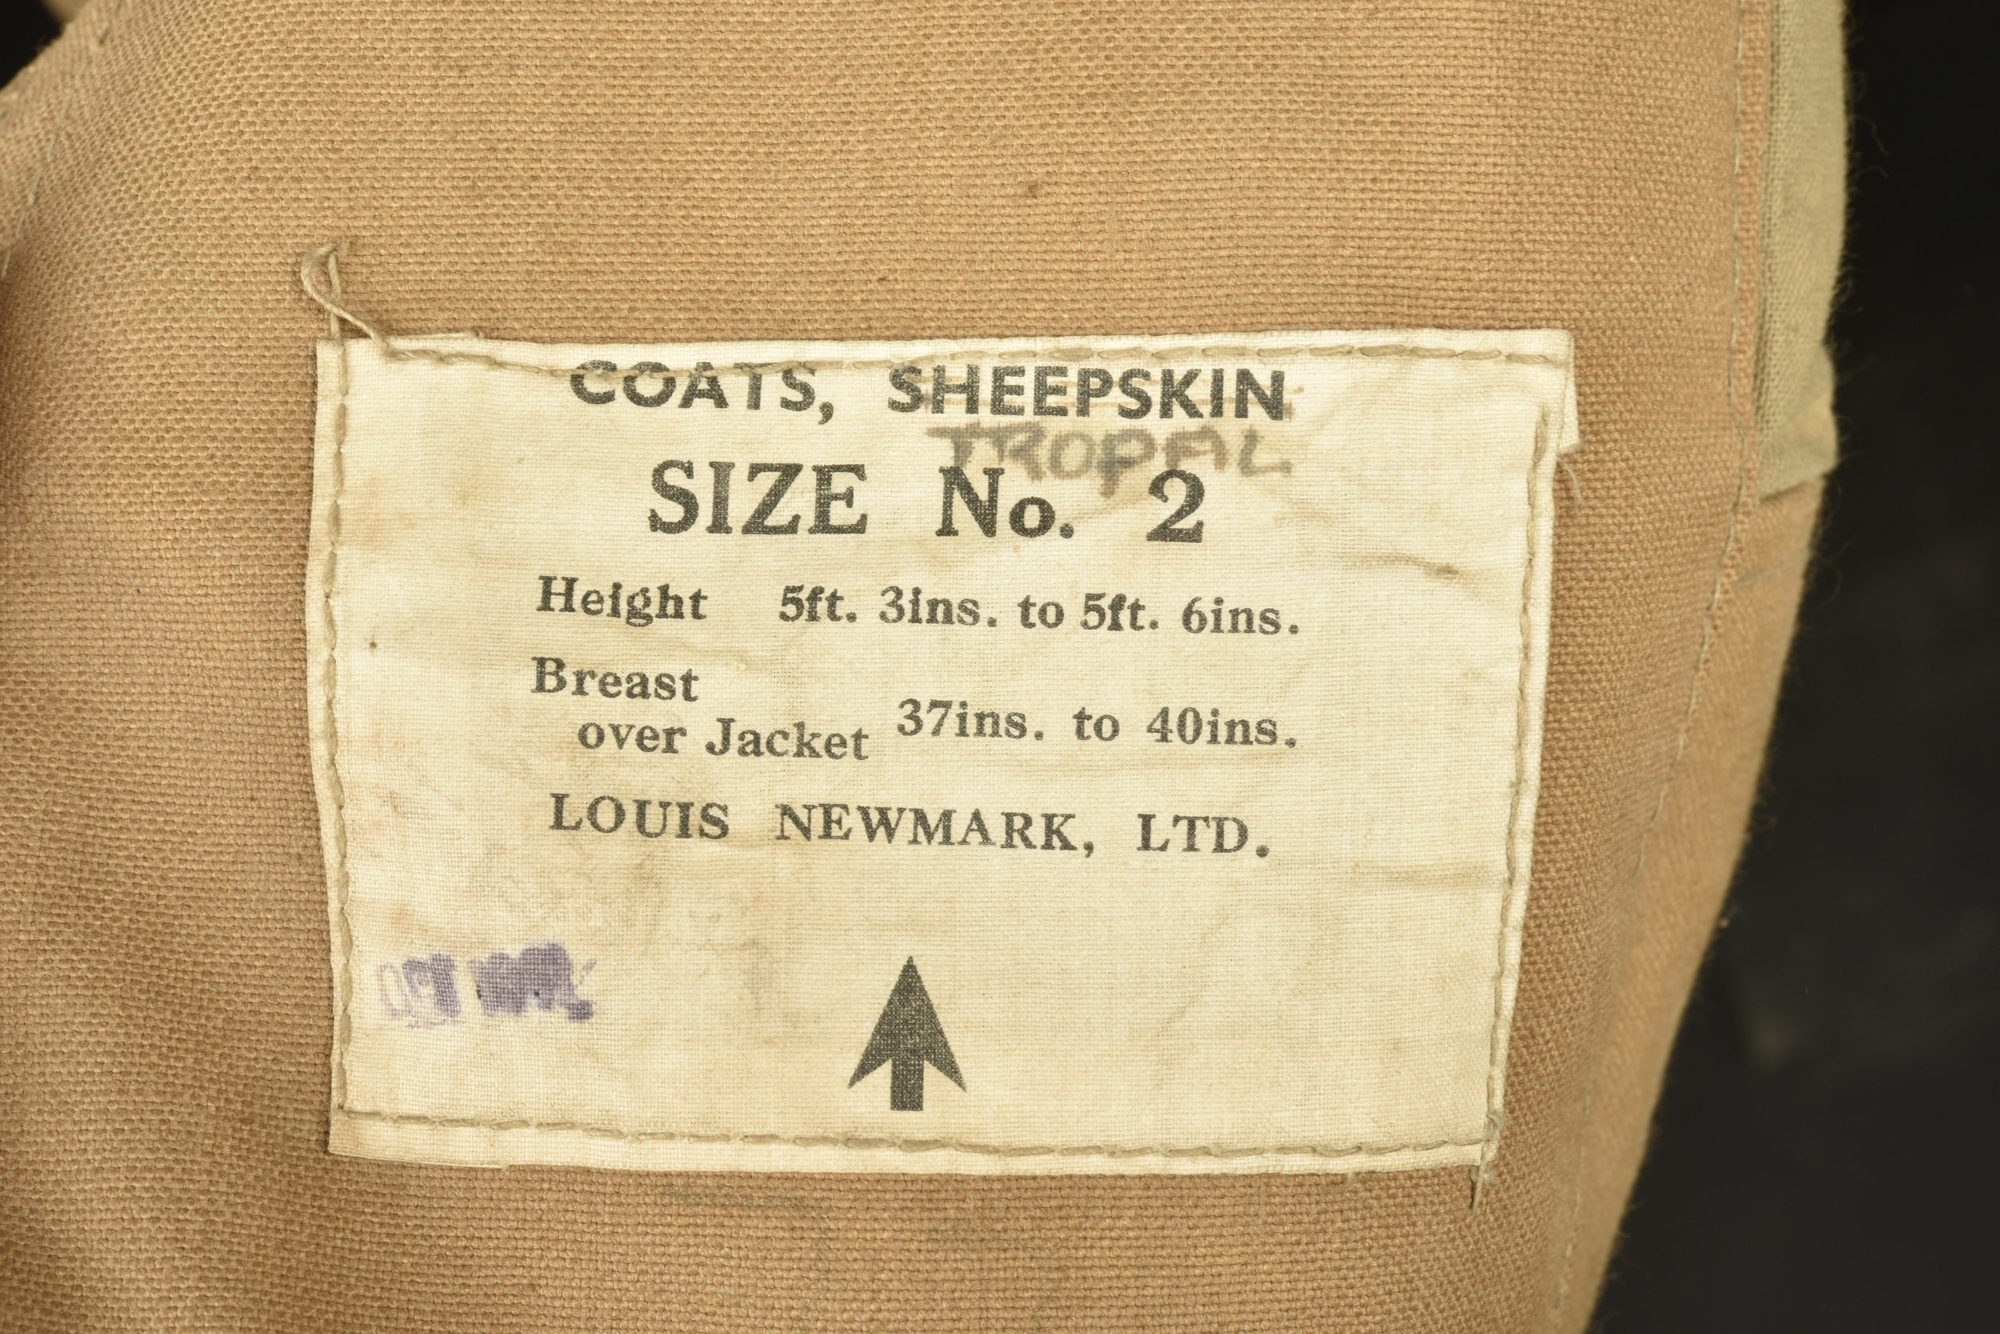 COATS, SHEEPSKIN
TROPAL
SIZE No. 2
Height 5ft. 3ins. to 5ft. 6ins.
Breast
over Jacket 37ins. to 40ins.
LOUIS NEWMARK, LTD.